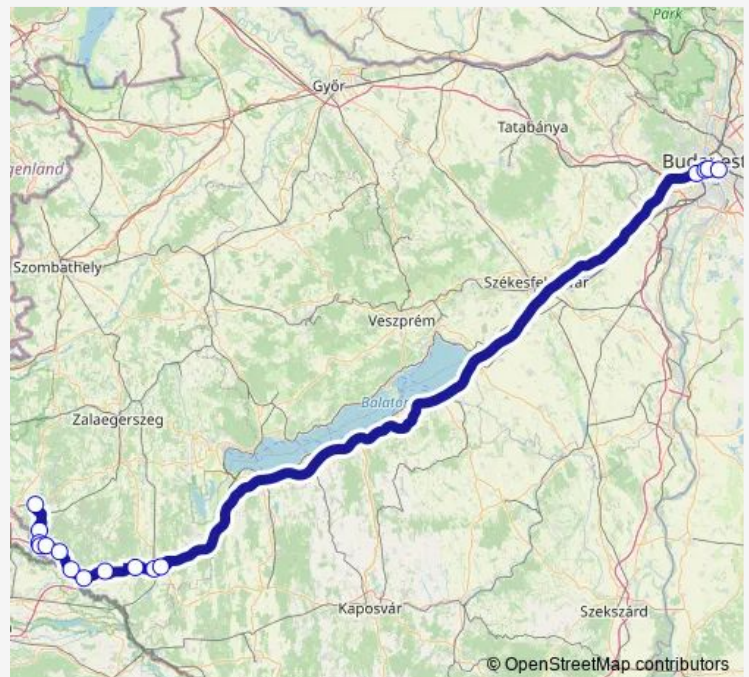 Park
Győr
Tatabánya
genland
Szombathely
Veszprém
Balaton
Zalaegerszeg
Kaposvár
Szekszárd
© OpenStreetMap contributors